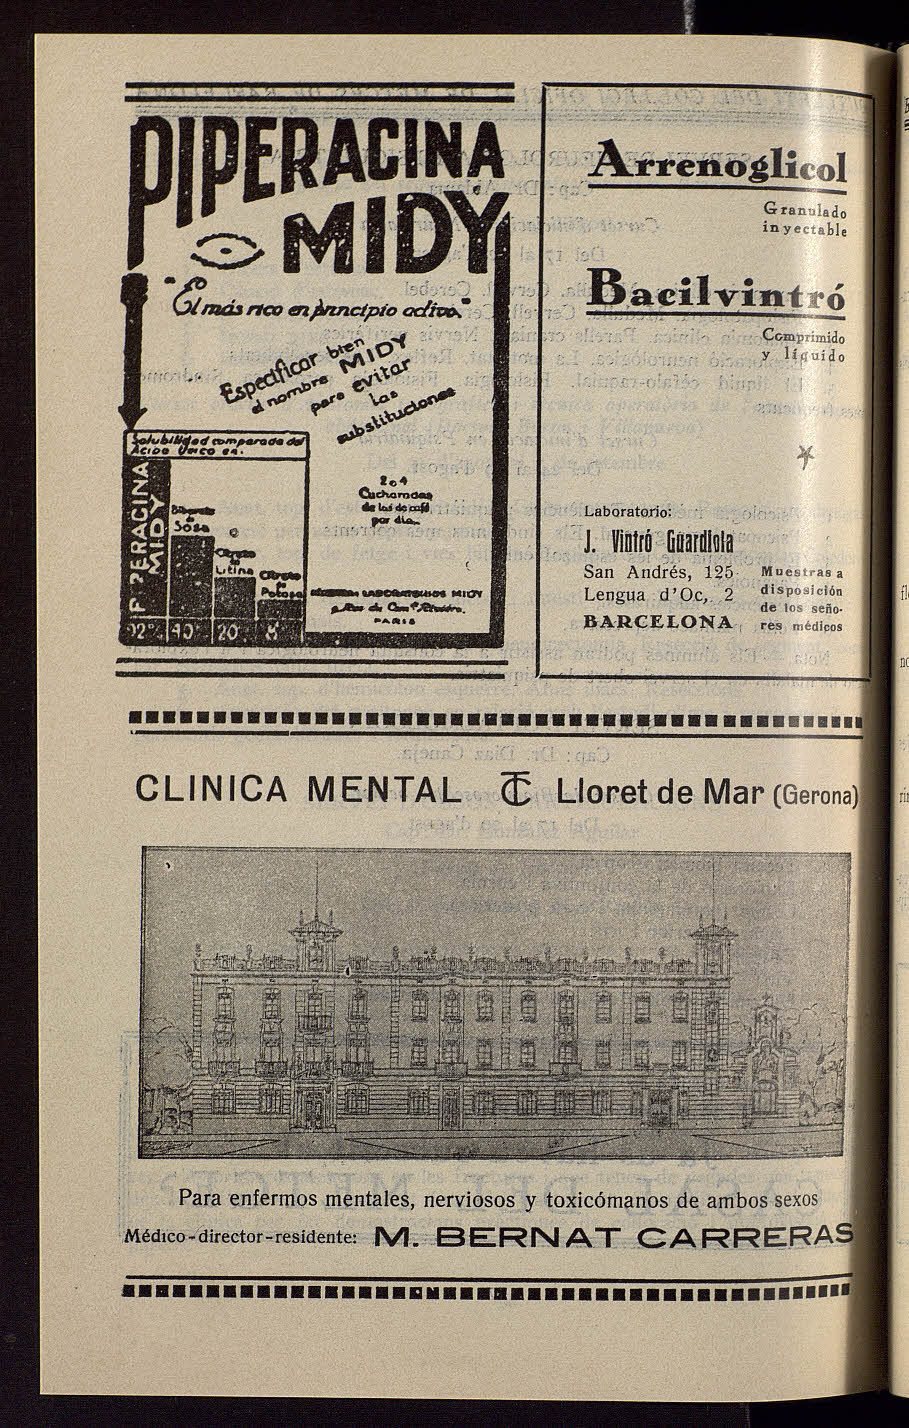 PIPERACINA
MIDY
"El más rico en principio activo"
Especificar bien
el nombre MIDY
para evitar
las
substituciones
Solubilidad comparada del
Acido Urico en.
PIPERACINA
MIDY
Sosa
Citrato
de
Litina
Citrato
de
Potasa
92%
40%
20%
8%
2 o 4
Cucharadas
de las de café
por dia.
LABORATORIOS MIDY
PARIS
Arrenoglicol
Granulado
inyectable
Bacilvintró
Comprimido
y líquido
Laboratorio:
J. Vintró Guardiola
San Andrés, 125
Lengua d'Oc, 2
BARCELONA
Muestras a
disposición
de los seño-
res médicos
CLINICA MENTAL TC Lloret de Mar (Gerona)
Para enfermos mentales, nerviosos y toxicómanos de ambos sexos
Médico-director-residente: M. BERNAT CARRERAS